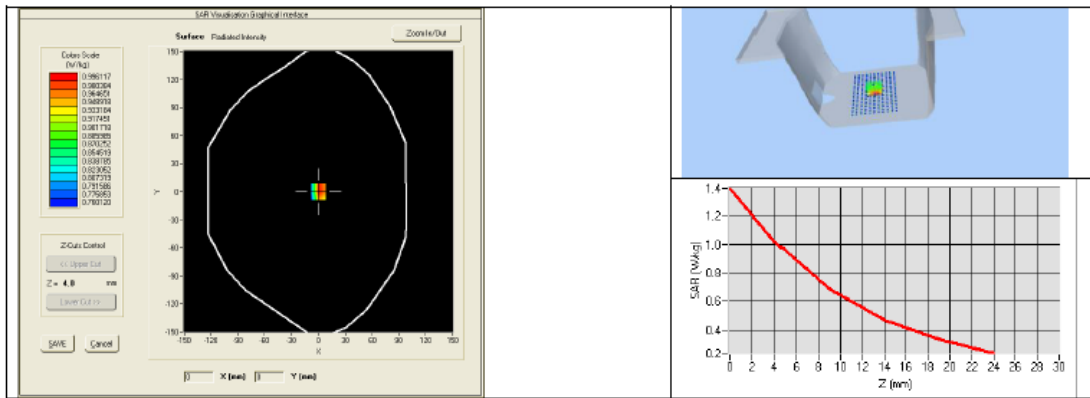 SAR Visualisation Graphical Interface
Surface Radiated Intensity
Zoom In/Out
Colors Scale
(W/kg)
0.996117
0.980384
0.964651
0.948918
0.933184
0.917451
0.901718
0.885985
0.870252
0.854519
0.838785
0.823052
0.807319
0.791586
0.775853
0.760120
Z-Cuts Control
<< Upper Cut
Z = 4.0 mm
Lower Cut >>
SAVE Cancel
Y
150
120
90
60
30
0
-30
-60
-90
-120
-150
-150 -120 -90 -60 -30 0 30 60 90 120 150
X
0 X (mm) Y (mm)
SAR (W/kg)
1.4
1.2
1.0
0.8
0.6
0.4
0.2
0 2 4 6 8 10 12 14 16 18 20 22 24 26 28 30
Z (mm)